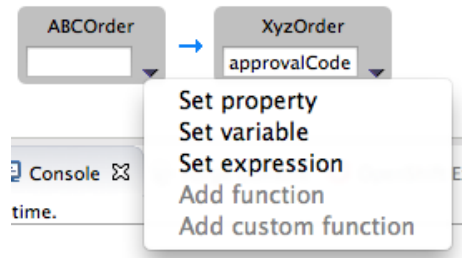 ABCOrder
XyzOrder
approvalCode
Set property
Set variable
Set expression
Add function
Add custom function
Console
E
time.